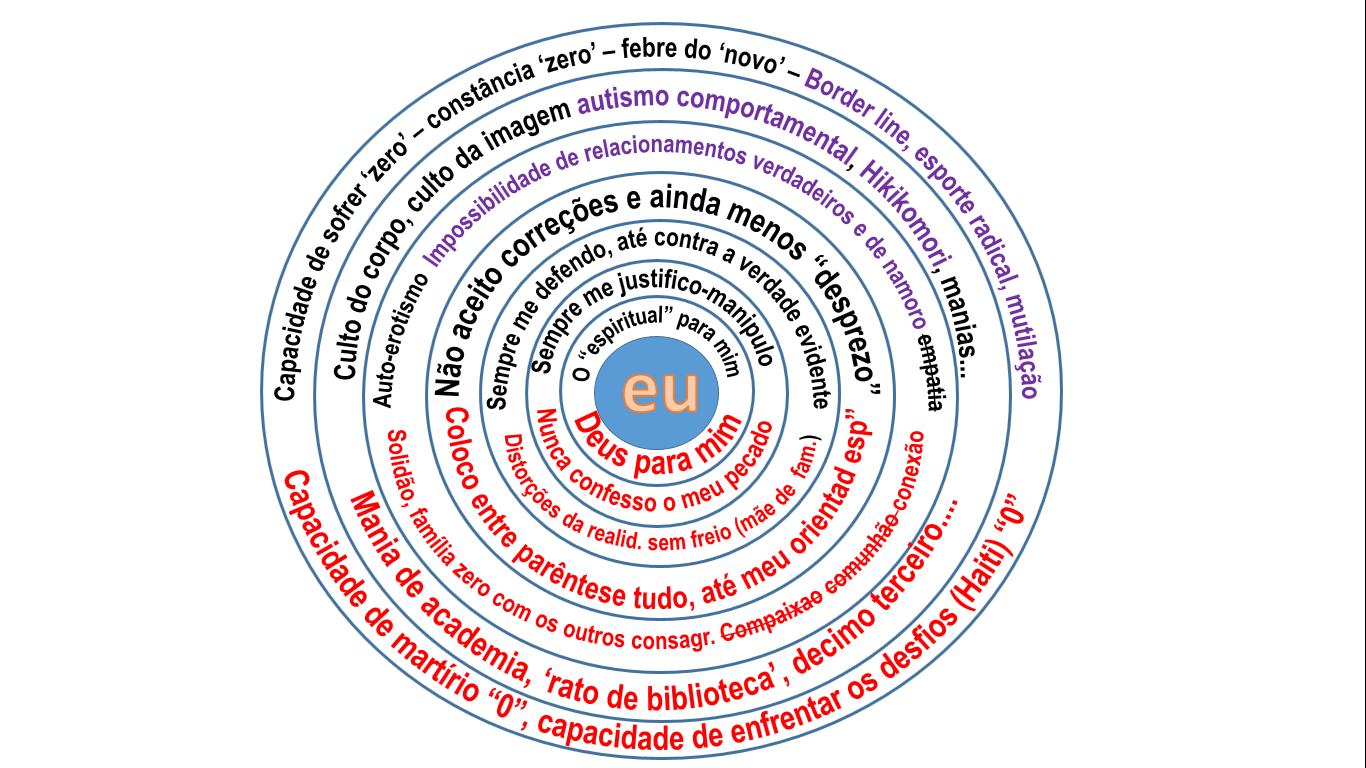 Capacidade de sofrer ‘zero’ – constância ‘zero’ – febre do ‘novo’ – Border line, esporte radical, mutilação
Culto do corpo, culto da imagem autismo comportamental, Hikikomori, manias...
Auto-erotismo Impossibilidade de relacionamentos verdadeiros e de namoro empatia
Não aceito correções e ainda menos “desprezo”
Sempre me defendo, até contra a verdade evidente
Sempre me justifico-manipulo
O “espiritual” para mim
eu
Deus para mim
Nunca confesso o meu pecado
Distorções da realid. sem freio (mãe de fam.)
Coloco entre parêntese tudo, até meu orientad esp”
Solidão, família zero com os outros consagr. Compaixao comunhão conexão
Mania de academia, ‘rato de biblioteca’, decimo terceiro....
Capacidade de martírio “0”, capacidade de enfrentar os desfios (Haiti) “0”